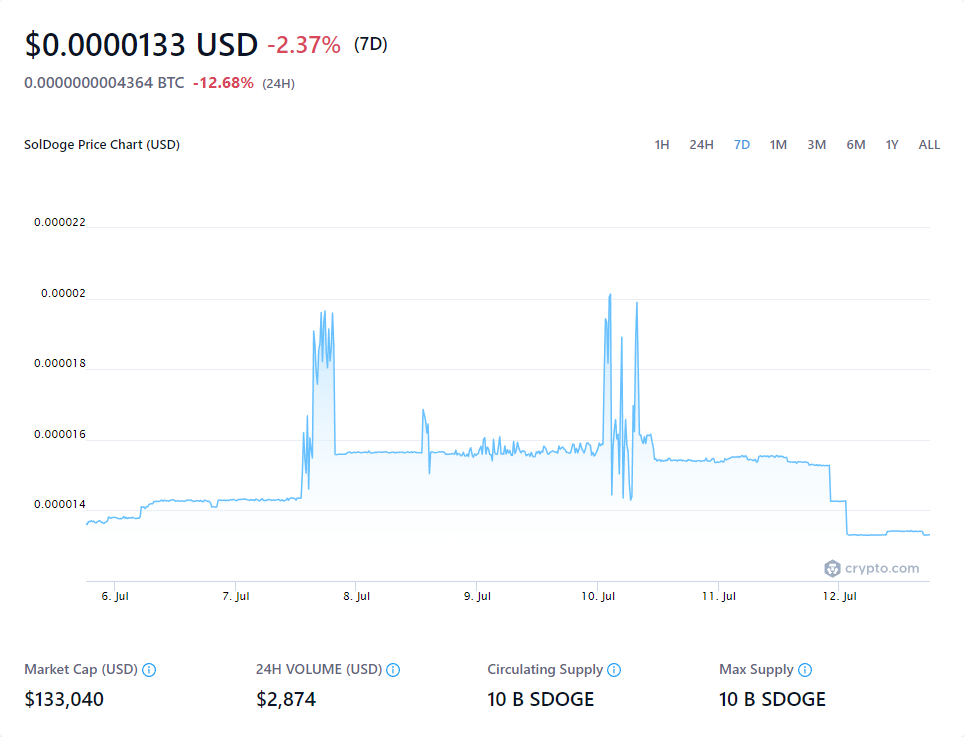 $0.0000133 USD -2.37% (7D)
0.0000000004364 BTC -12.68% (24H)
SolDoge Price Chart (USD) 1H 24H 7D 1M 3M 6M 1Y ALL
0.000022
0.00002
0.000018
0.000016
0.000014
crypto.com
6. Jul 7. Jul 8. Jul 9. Jul 10. Jul 11. Jul 12. Jul
Market Cap (USD) 24H VOLUME (USD) Circulating Supply Max Supply
$133,040 $2,874 10 B SDOGE 10 B SDOGE